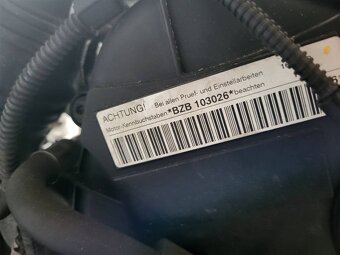 ACHTUNG! Bei allen Pruef- und Einstellarbeiten
Motor-Kennbuchstaben *BZB 103026* beachten